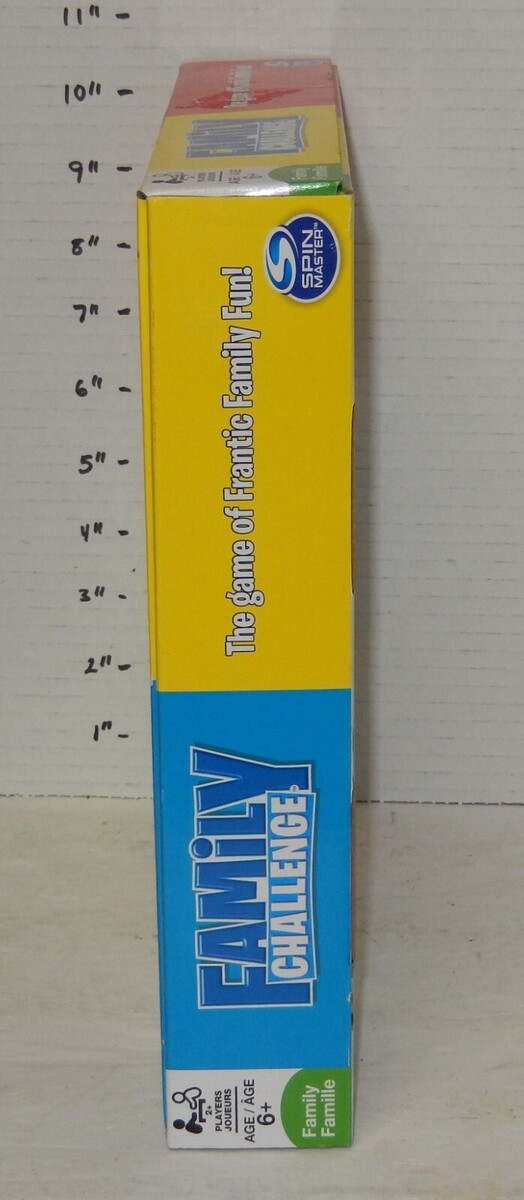 11"
10"
9"
8"
7"
6"
5"
4"
3"
2"
1"
SPIN
MASTER™
The game of Frantic Family Fun!
FAMiLY
CHALLENGE
2+
PLAYERS
JOUEURS
AGE / ÂGE
6+
Family
Famille